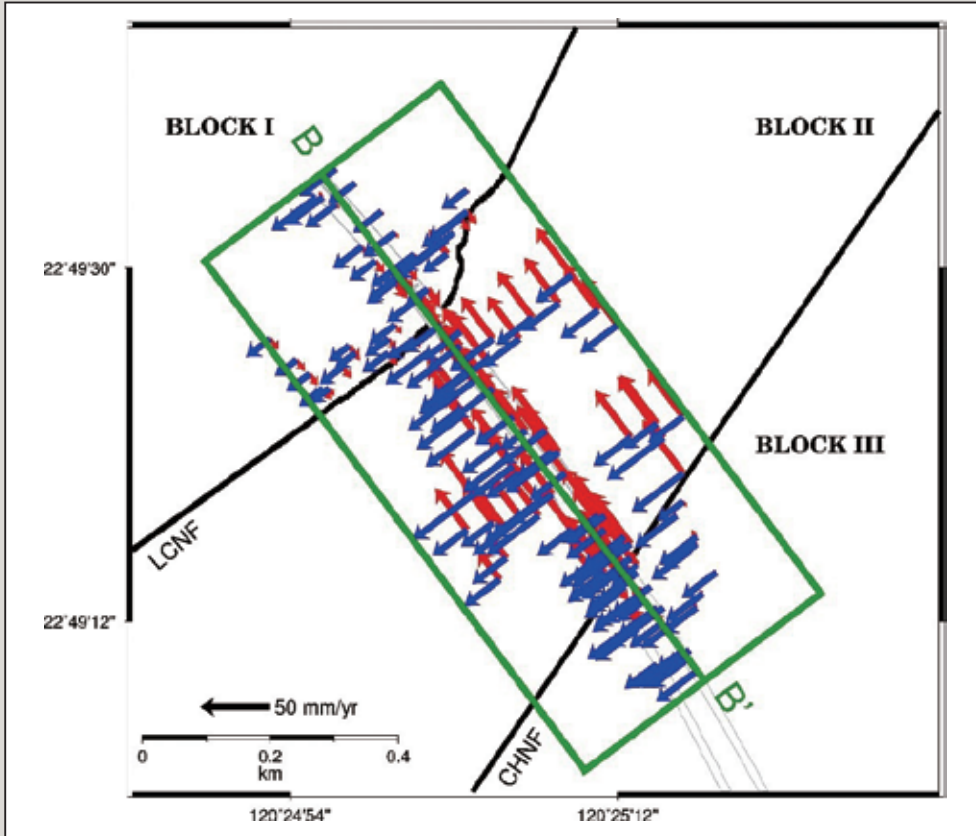 BLOCK I
B
BLOCK II
22°49'30"
BLOCK III
LCNF
22°49'12"
B'
50 mm/yr
CHNF
0 0.2 0.4
km
120°24'54" 120°25'12"